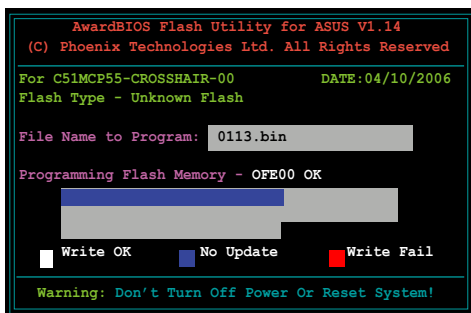 AwardBIOS Flash Utility for ASUS V1.14
(C) Phoenix Technologies Ltd. All Rights Reserved
For C51MCP55-CROSSHAIR-00 DATE:04/10/2006
Flash Type - Unknown Flash
File Name to Program: 0113.bin
Programming Flash Memory - OFE00 OK
Write OK No Update Write Fail
Warning: Don't Turn Off Power Or Reset System!